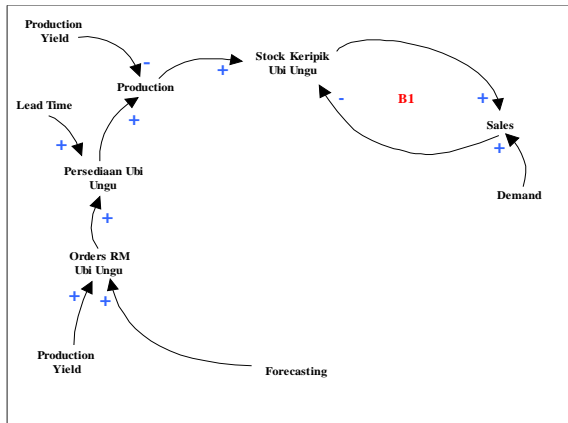 Production
Yield
-
Production
+
Stock Keripik
Ubi Ungu
-
B1
+
Sales
+
Demand
Lead Time
+
+
Persediaan Ubi
Ungu
+
Orders RM
Ubi Ungu
+
+
Production
Yield
Forecasting